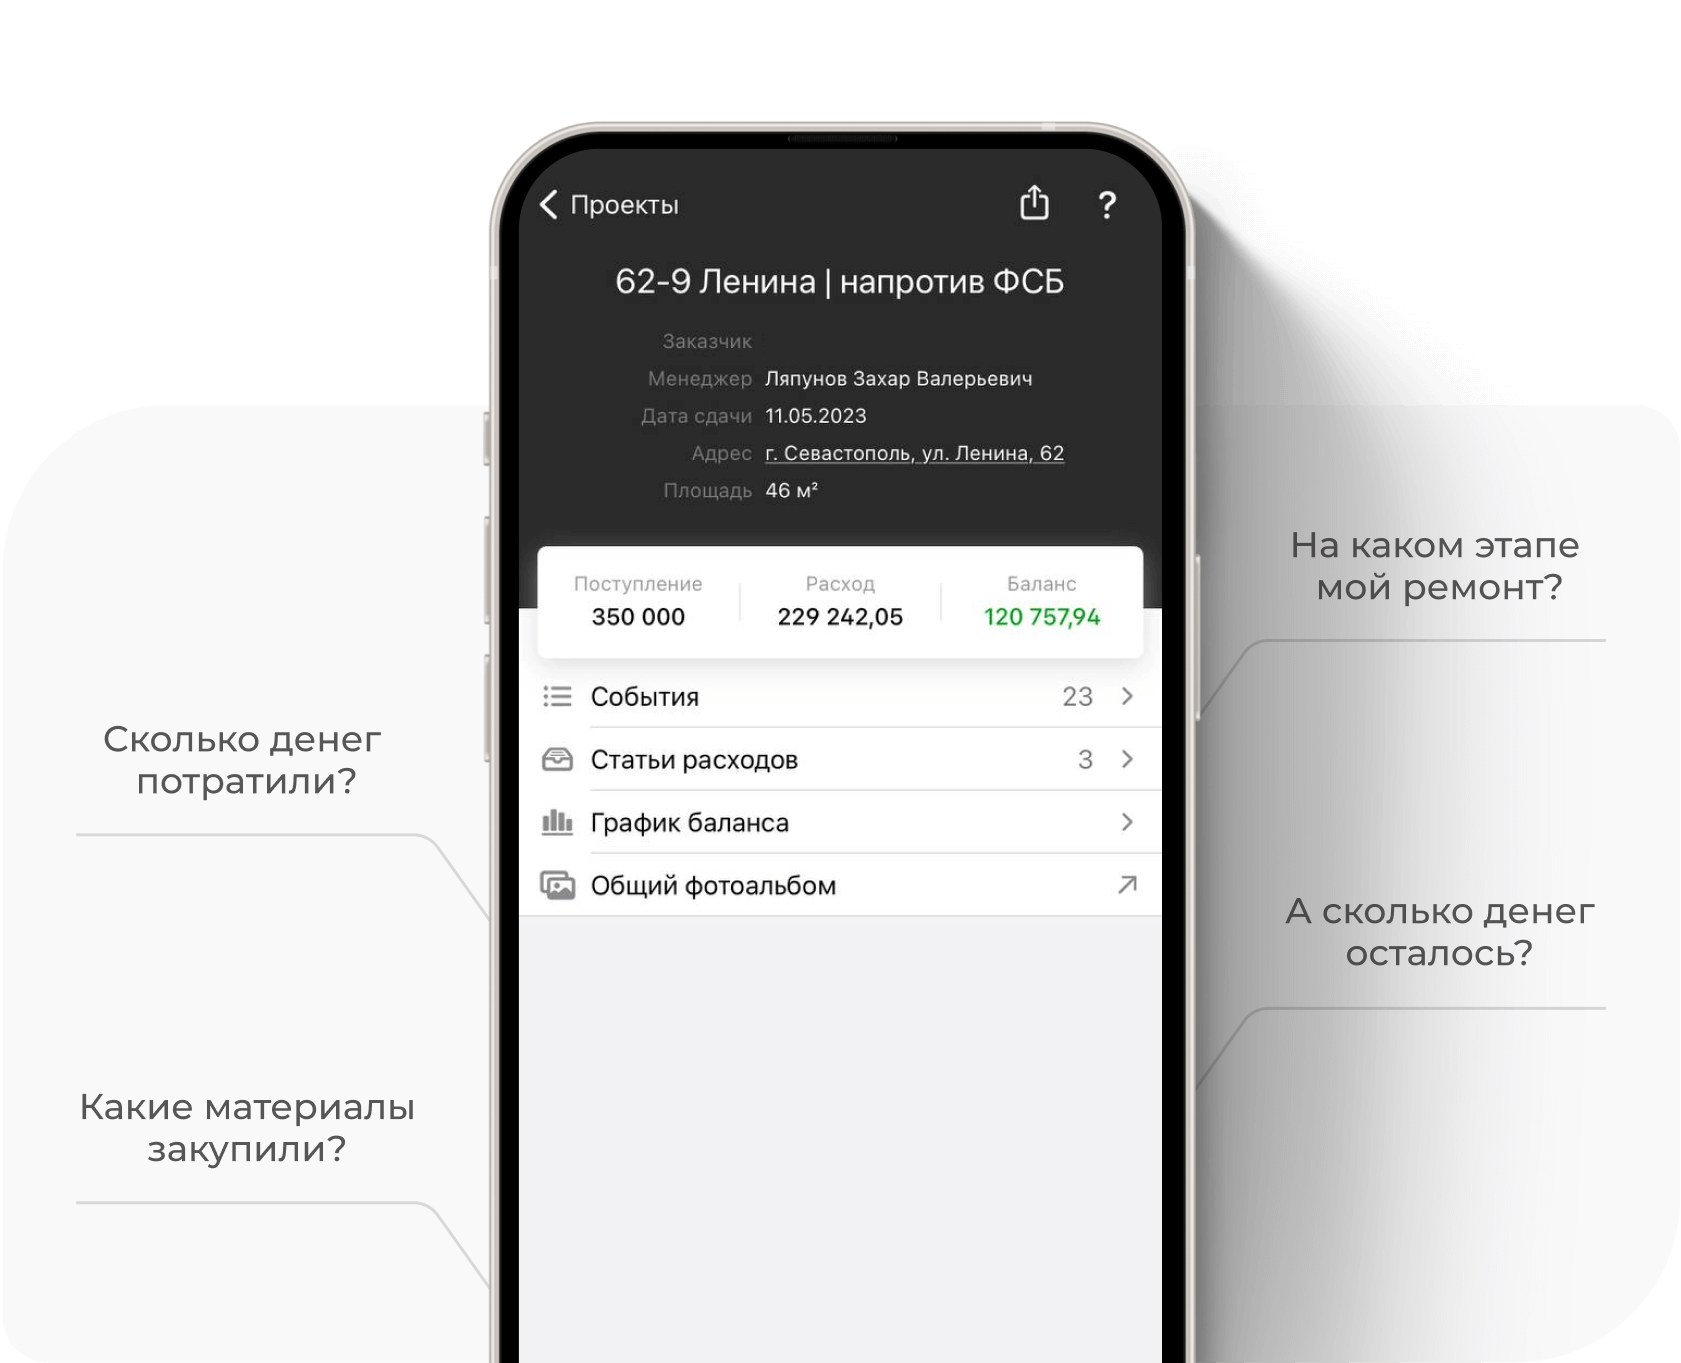 Проекты
?
62-9 Ленина | напротив ФСБ
Заказчик
Менеджер Ляпунов Захар Валерьевич
Дата сдачи 11.05.2023
Адрес г. Севастополь, ул. Ленина, 62
Площадь 46 м²
Поступление Расход Баланс
350 000 229 242,05 120 757,94
События 23
Статьи расходов 3
График баланса
Общий фотоальбом
Сколько денег
потратили?
Какие материалы
закупили?
На каком этапе
мой ремонт?
А сколько денег
осталось?